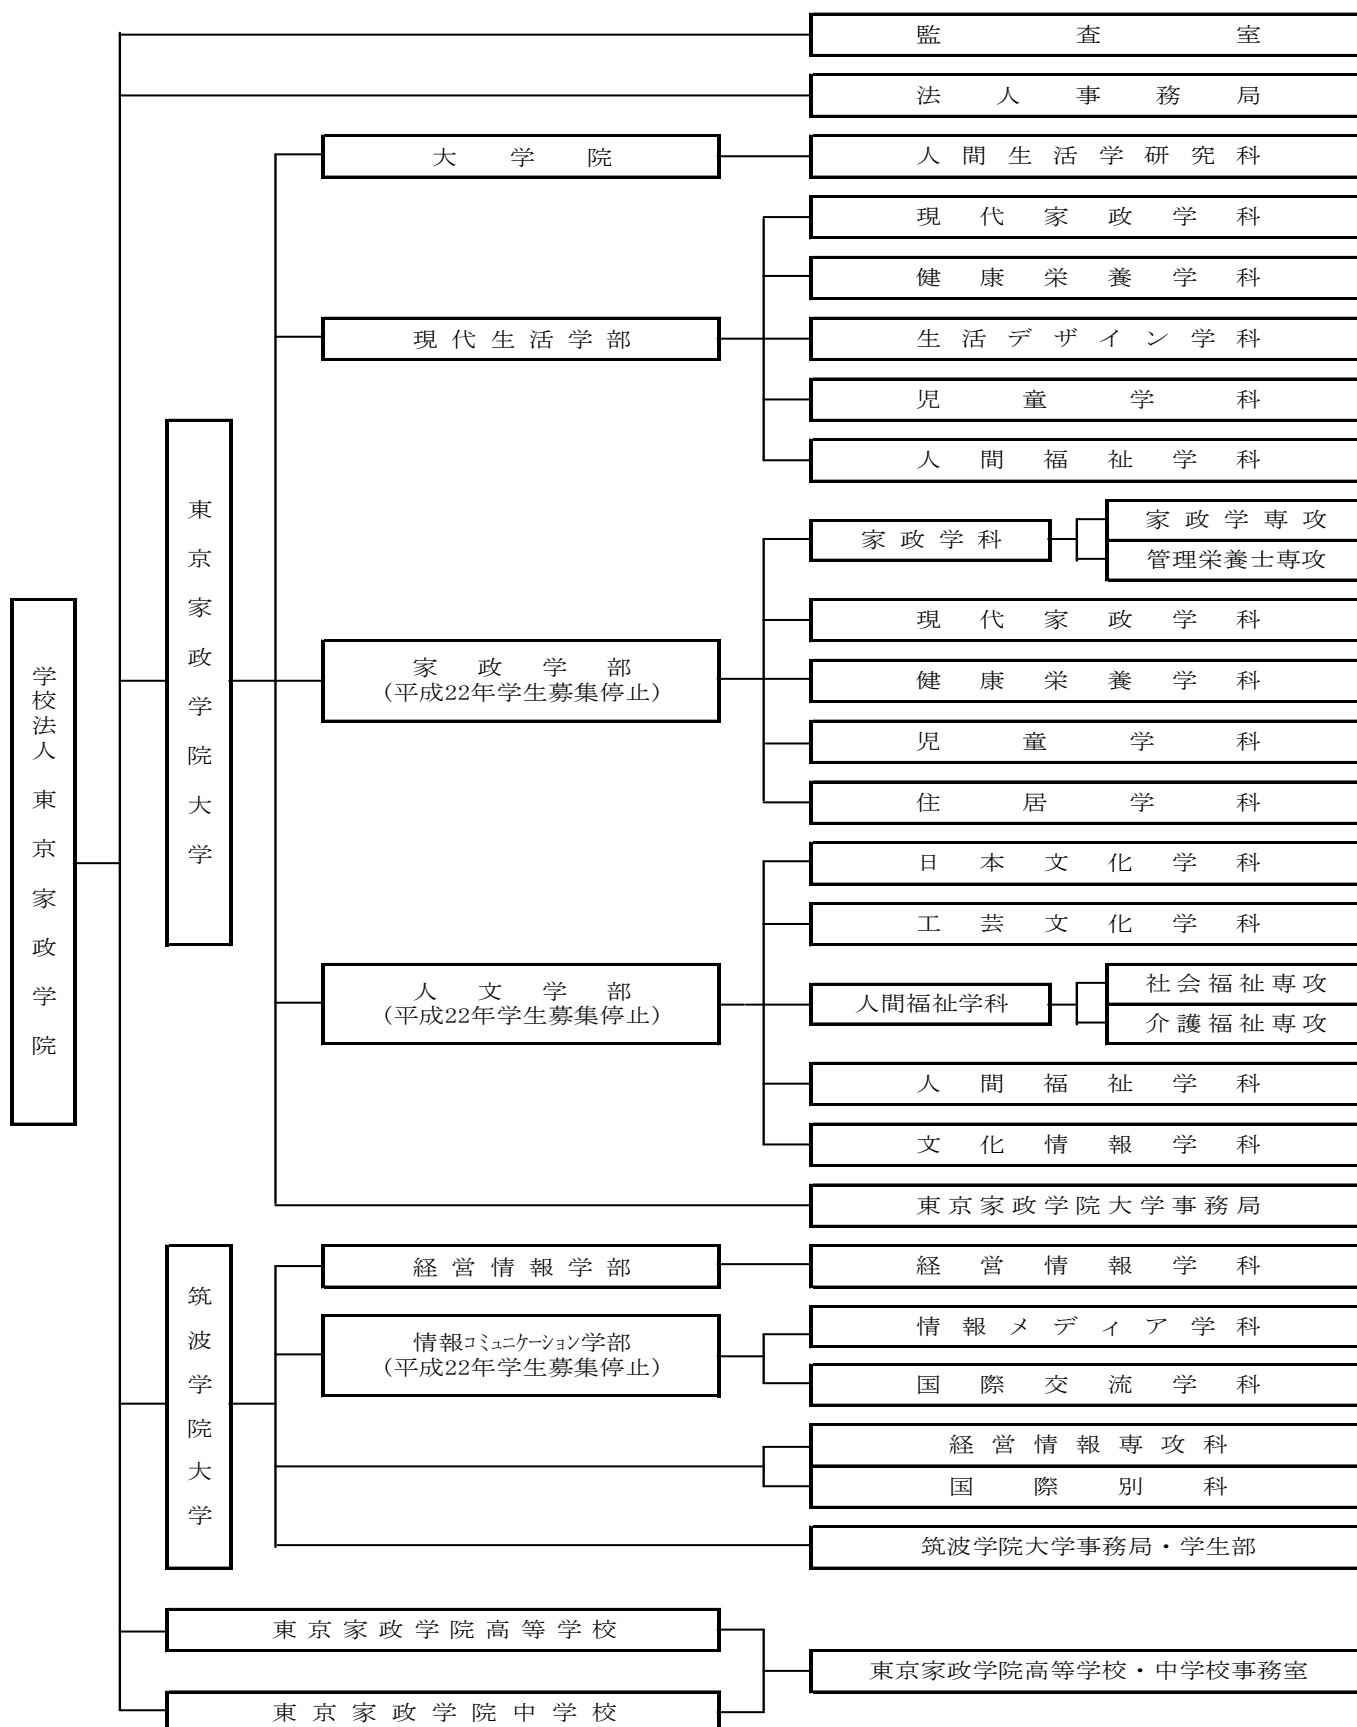 監査室
法人事務局
大学院
人間生活学研究科
現代生活学部
現代家政学科
健康栄養学科
生活デザイン学科
児童学科
人間福祉学科
学校法人東京家政学院
東京家政学院大学
家政学部
(平成22年学生募集停止)
家政学科
家政学専攻
管理栄養士専攻
現代家政学科
健康栄養学科
児童学科
住居学科
人文学部
(平成22年学生募集停止)
日本文化学科
工芸文化学科
人間福祉学科
社会福祉専攻
介護福祉専攻
人間福祉学科
文化情報学科
東京家政学院大学事務局
筑波学院大学
経営情報学部
経営情報学科
情報コミュニケーション学部
(平成22年学生募集停止)
情報メディア学科
国際交流学科
経営情報専攻科
国際別科
筑波学院大学事務局・学生部
東京家政学院高等学校
東京家政学院中学校
東京家政学院高等学校・中学校事務室